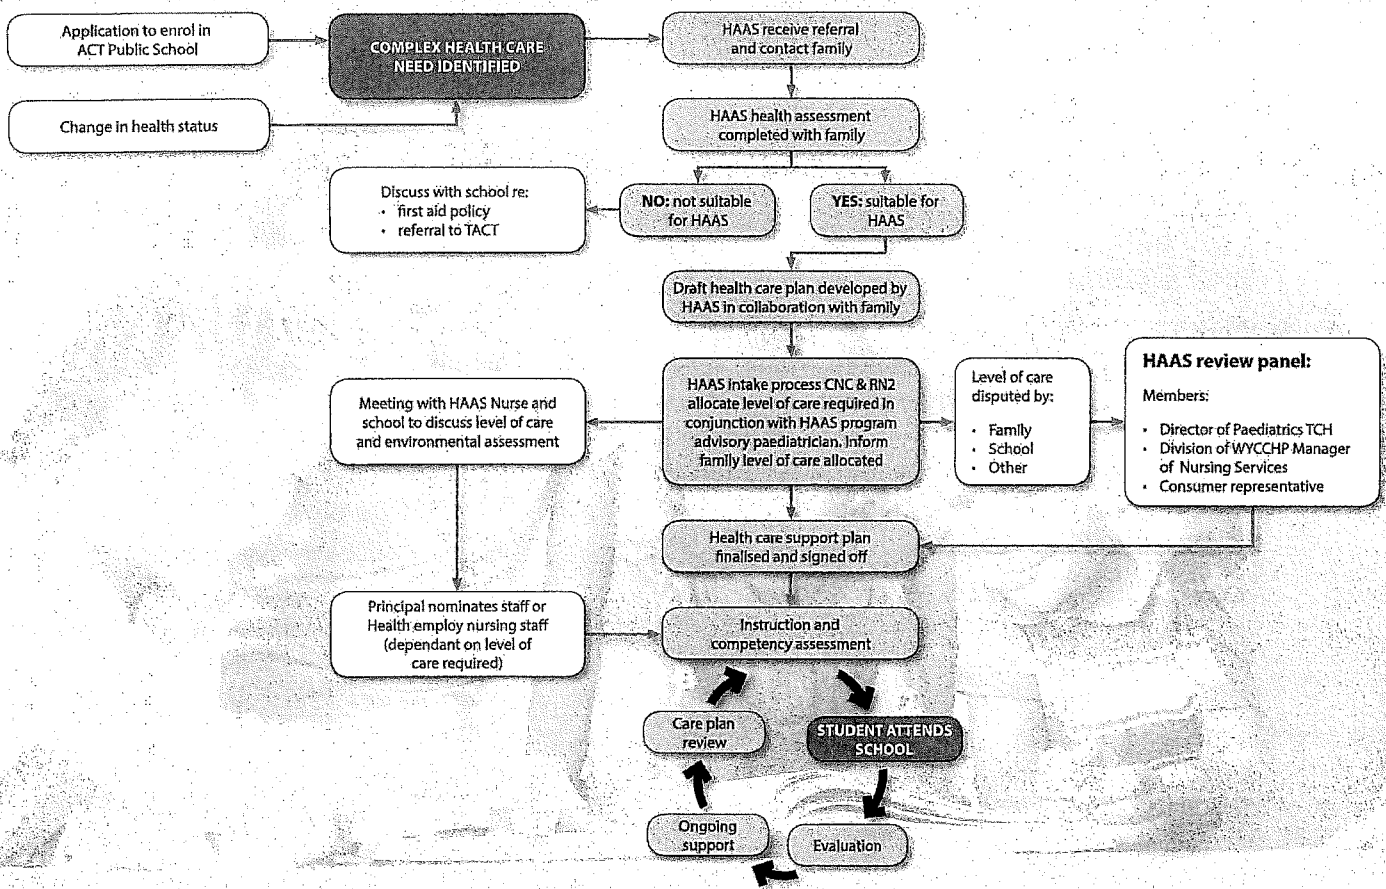 Application to enrol in
ACT Public School
COMPLEX HEALTH CARE
NEED IDENTIFIED
HAAS receive referral
and contact family
Change in health status
HAAS health assessment
completed with family
Discuss with school re:
• first aid policy
• referral to TACT
NO: not suitable
for HAAS
YES: suitable for
HAAS
Draft health care plan developed by
HAAS in collaboration with family
Meeting with HAAS Nurse and
school to discuss level of care
and environmental assessment
HAAS intake process CNC & RN2
allocate level of care required in
conjunction with HAAS program
advisory paediatrician. Inform
family level of care allocated
Level of care
disputed by:
• Family
• School
• Other
HAAS review panel:
Members:
• Director of Paediatrics TCH
• Division of WYCCHP Manager
of Nursing Services
• Consumer representative
Health care support plan
finalised and signed off
Principal nominates staff or
Health employ nursing staff
(dependant on level of
care required)
Instruction and
competency assessment
Care plan
review
STUDENT ATTENDS
SCHOOL
Ongoing
support
Evaluation